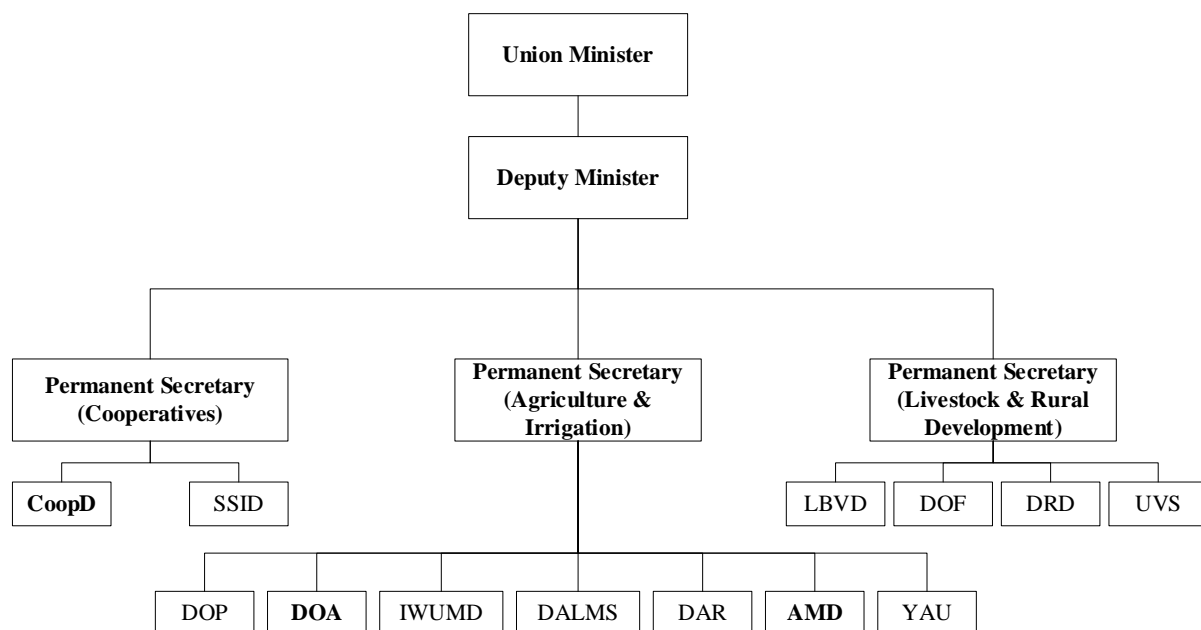 Union Minister
Deputy Minister
Permanent Secretary
(Cooperatives)
Permanent Secretary
(Agriculture &
Irrigation)
Permanent Secretary
(Livestock & Rural
Development)
CoopD
SSID
LBVD
DOF
DRD
UVS
DOP
DOA
IWUMD
DALMS
DAR
AMD
YAU